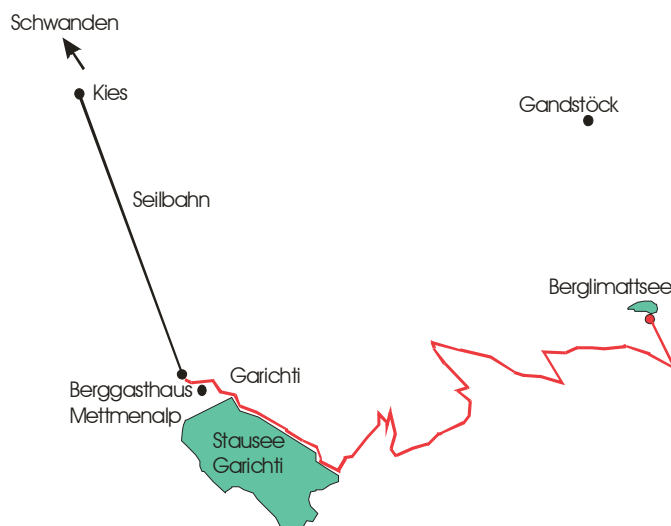 Schwanden
Kies
Gandstöck
Seilbahn
Berglimattsee
Garichti
Berggasthaus
Mettmenalp
Stausee
Garichti